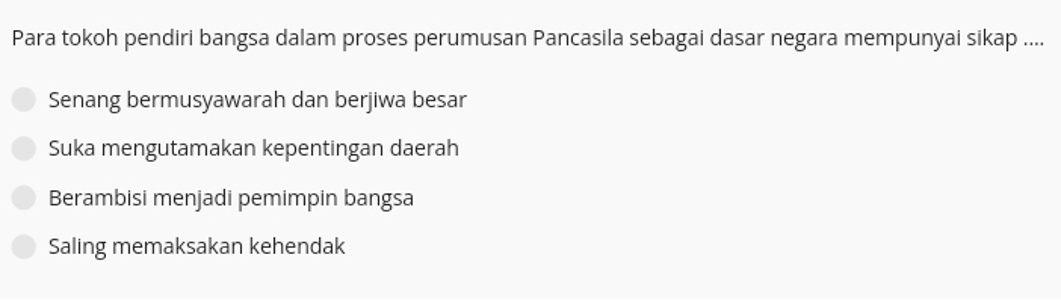 Para tokoh pendiri bangsa dalam proses perumusan Pancasila sebagai dasar negara mempunyai sikap ....
Senang bermusyawarah dan berjiwa besar
Suka mengutamakan kepentingan daerah
Berambisi menjadi pemimpin bangsa
Saling memaksakan kehendak